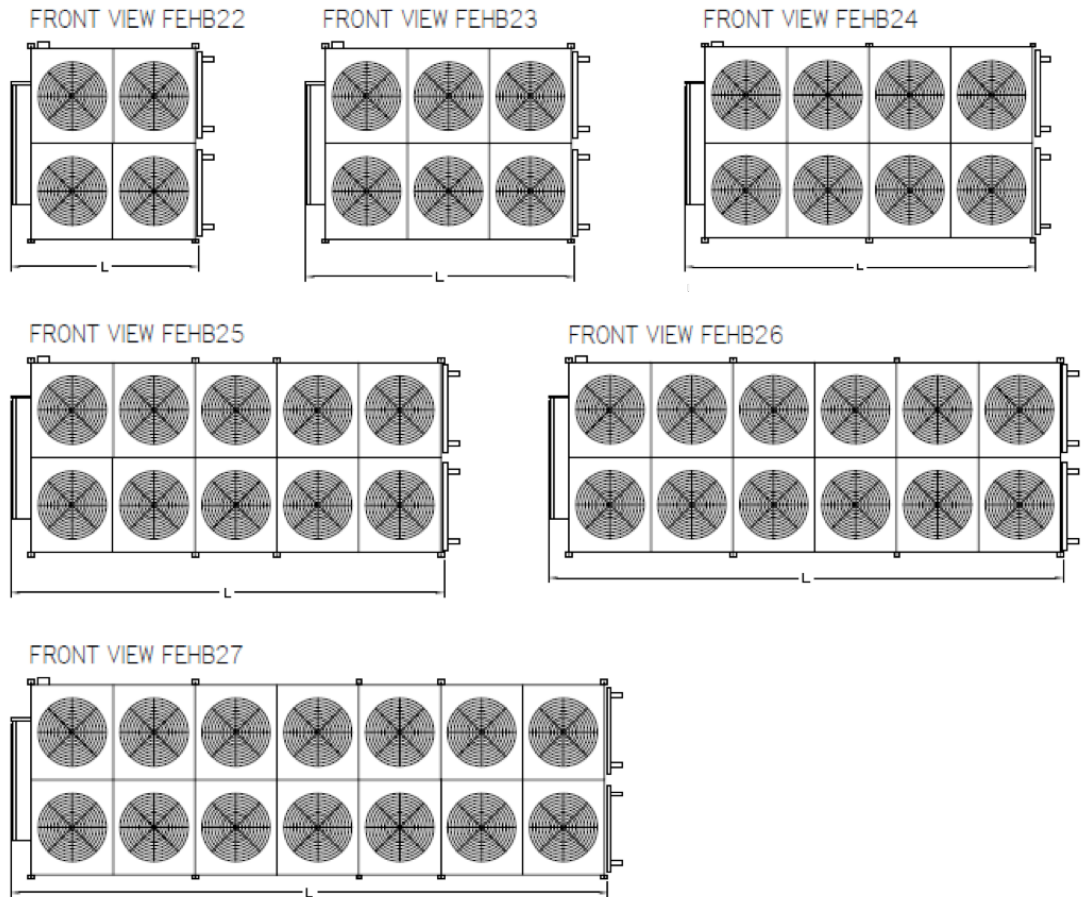 FRONT VIEW FEHB22
FRONT VIEW FEHB23
FRONT VIEW FEHB24
L
L
L
FRONT VIEW FEHB25
FRONT VIEW FEHB26
L
L
FRONT VIEW FEHB27
L